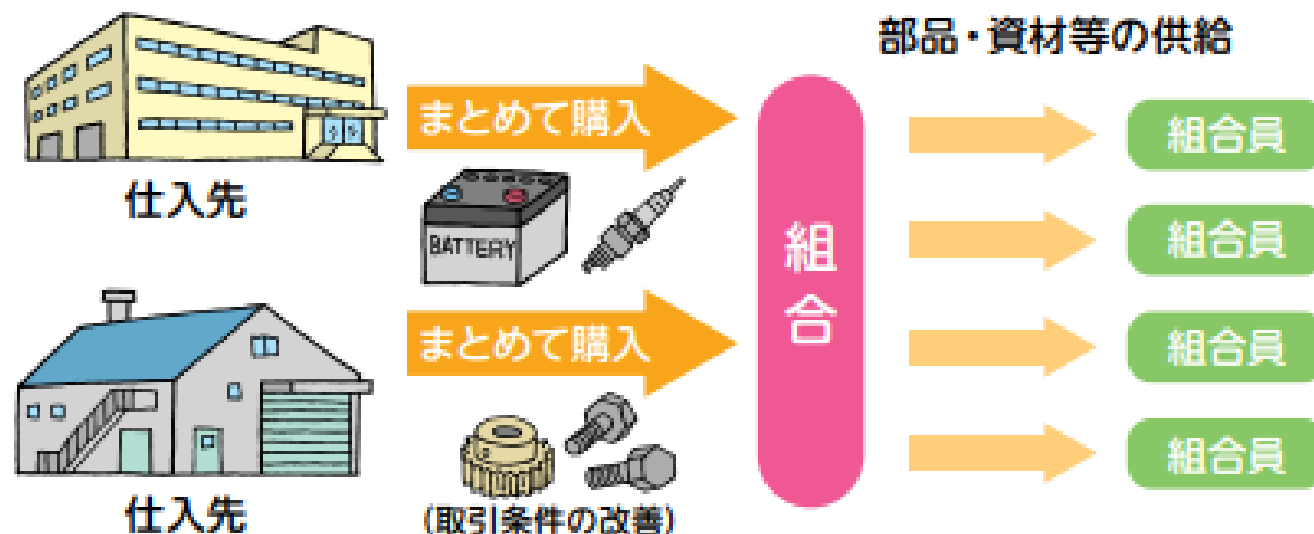 部品・資材等の供給
まとめて購入
仕入先
BATTERY
まとめて購入
仕入先
(取引条件の改善)
組合
組合員
組合員
組合員
組合員